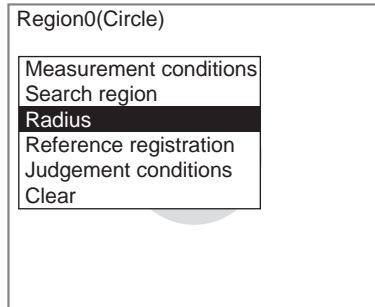 Region0(Circle)
Measurement conditions
Search region
Radius
Reference registration
Judgement conditions
Clear